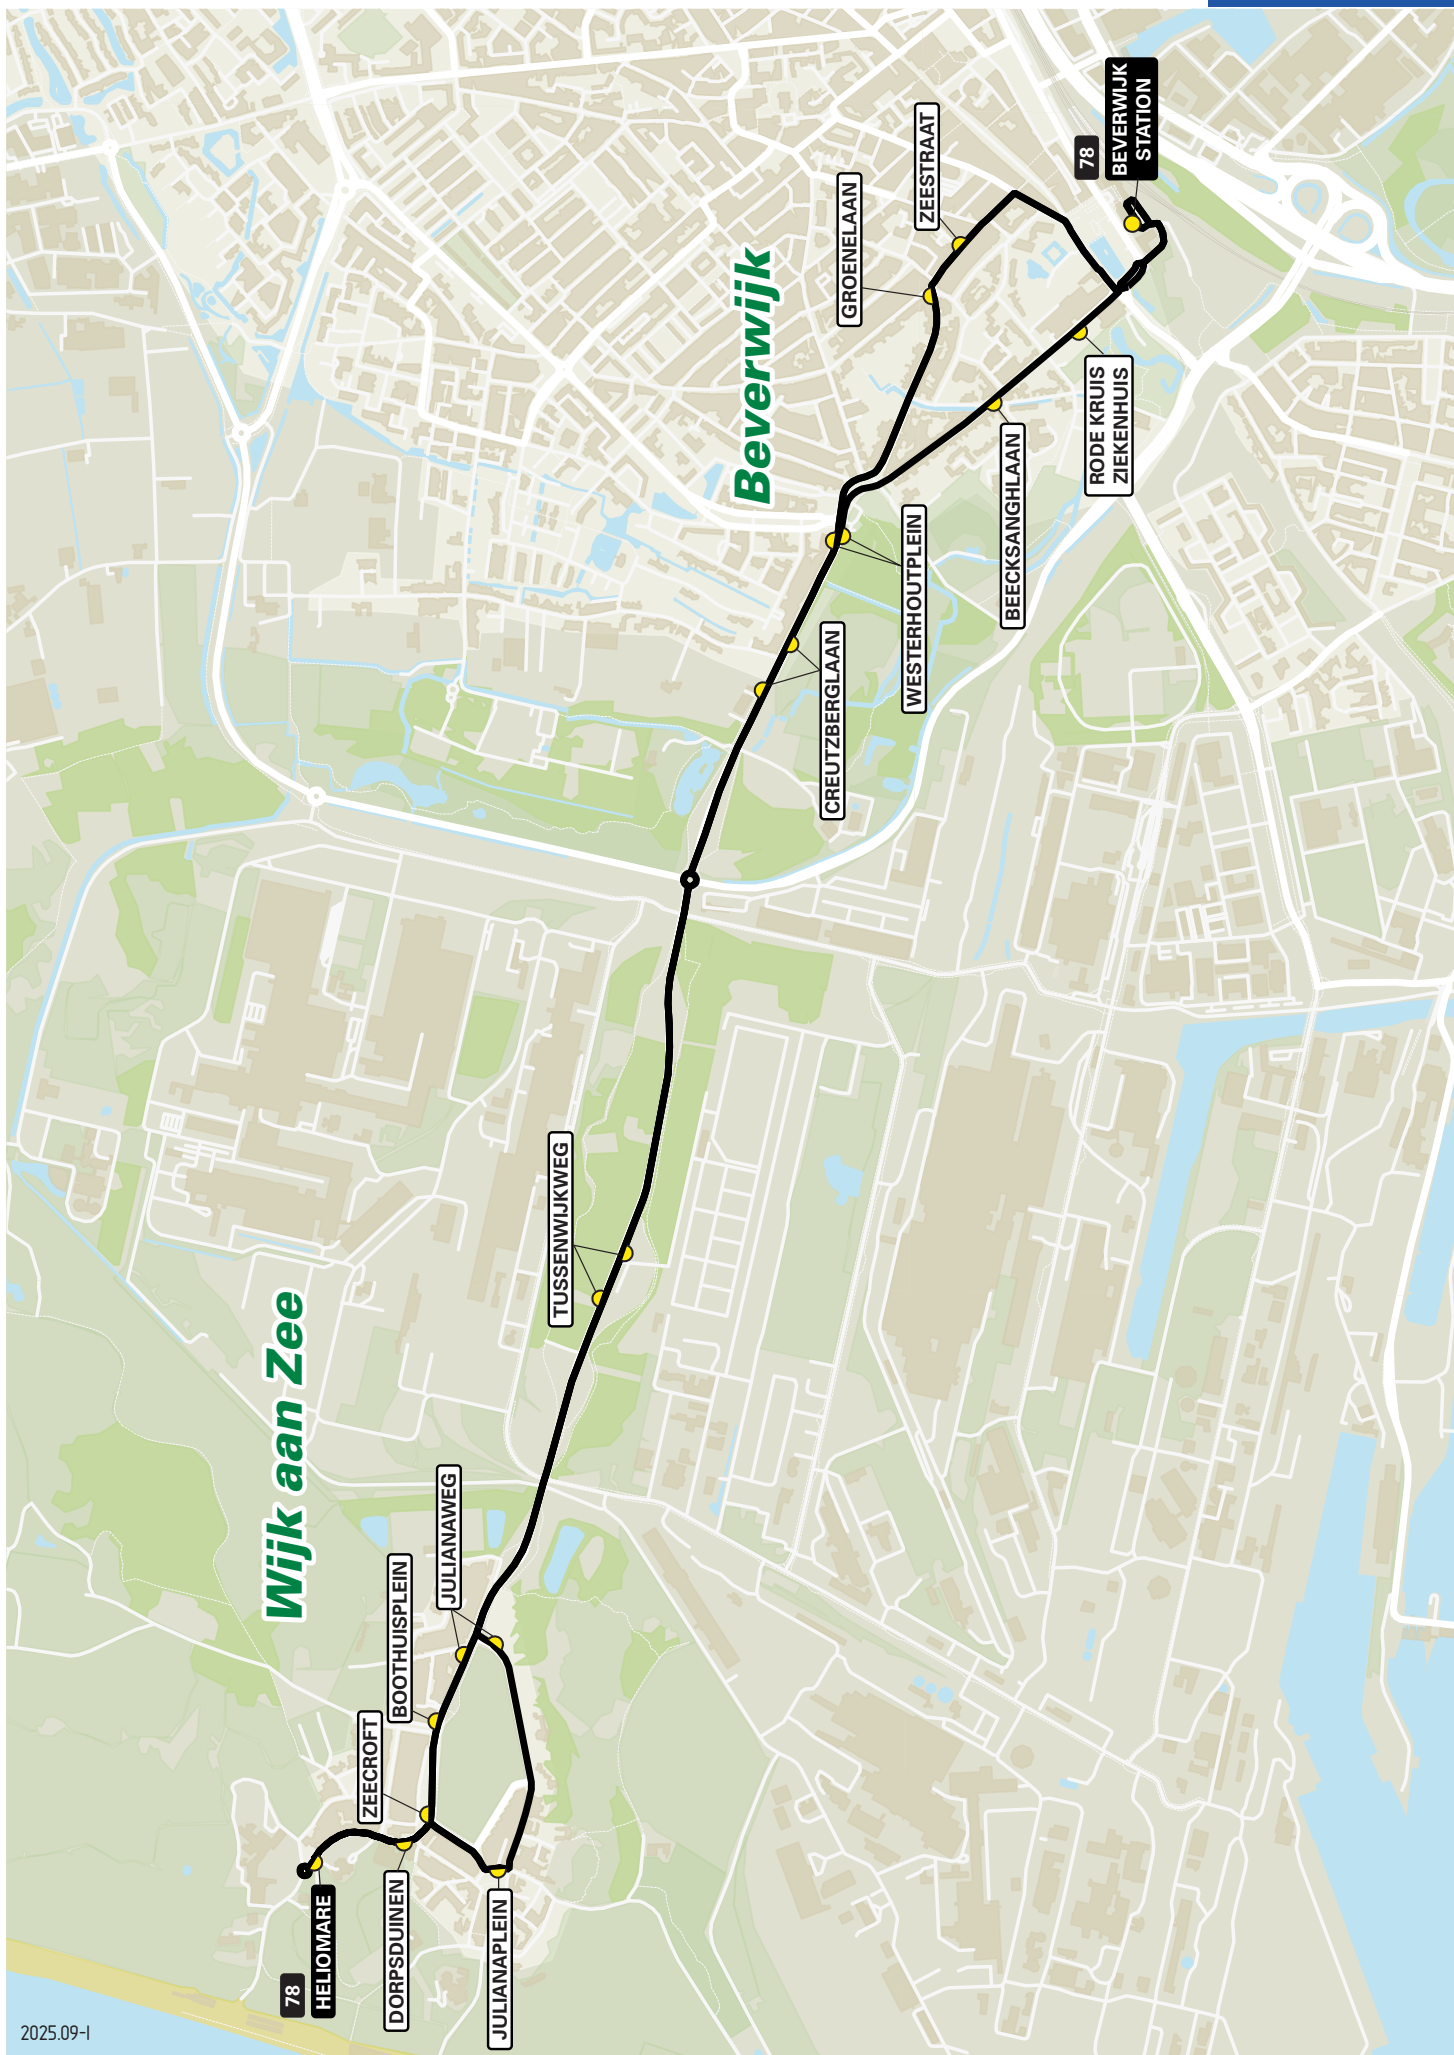 Wijk aan Zee
Beverwijk
78
HELIOMARE
DORPSDUINEN
JULIANAPLEIN
ZEECROFT
BOOTHUISPLEIN
JULIANAWEG
TUSSENWIJKWEG
CREUTZBERGLAAN
WESTERHOUTPLEIN
BEECKSANGHLAAN
RODE KRUIS
ZIEKENHUIS
GROENELAAN
ZEESTRAAT
78
BEVERWIJK
STATION
2025.09-I